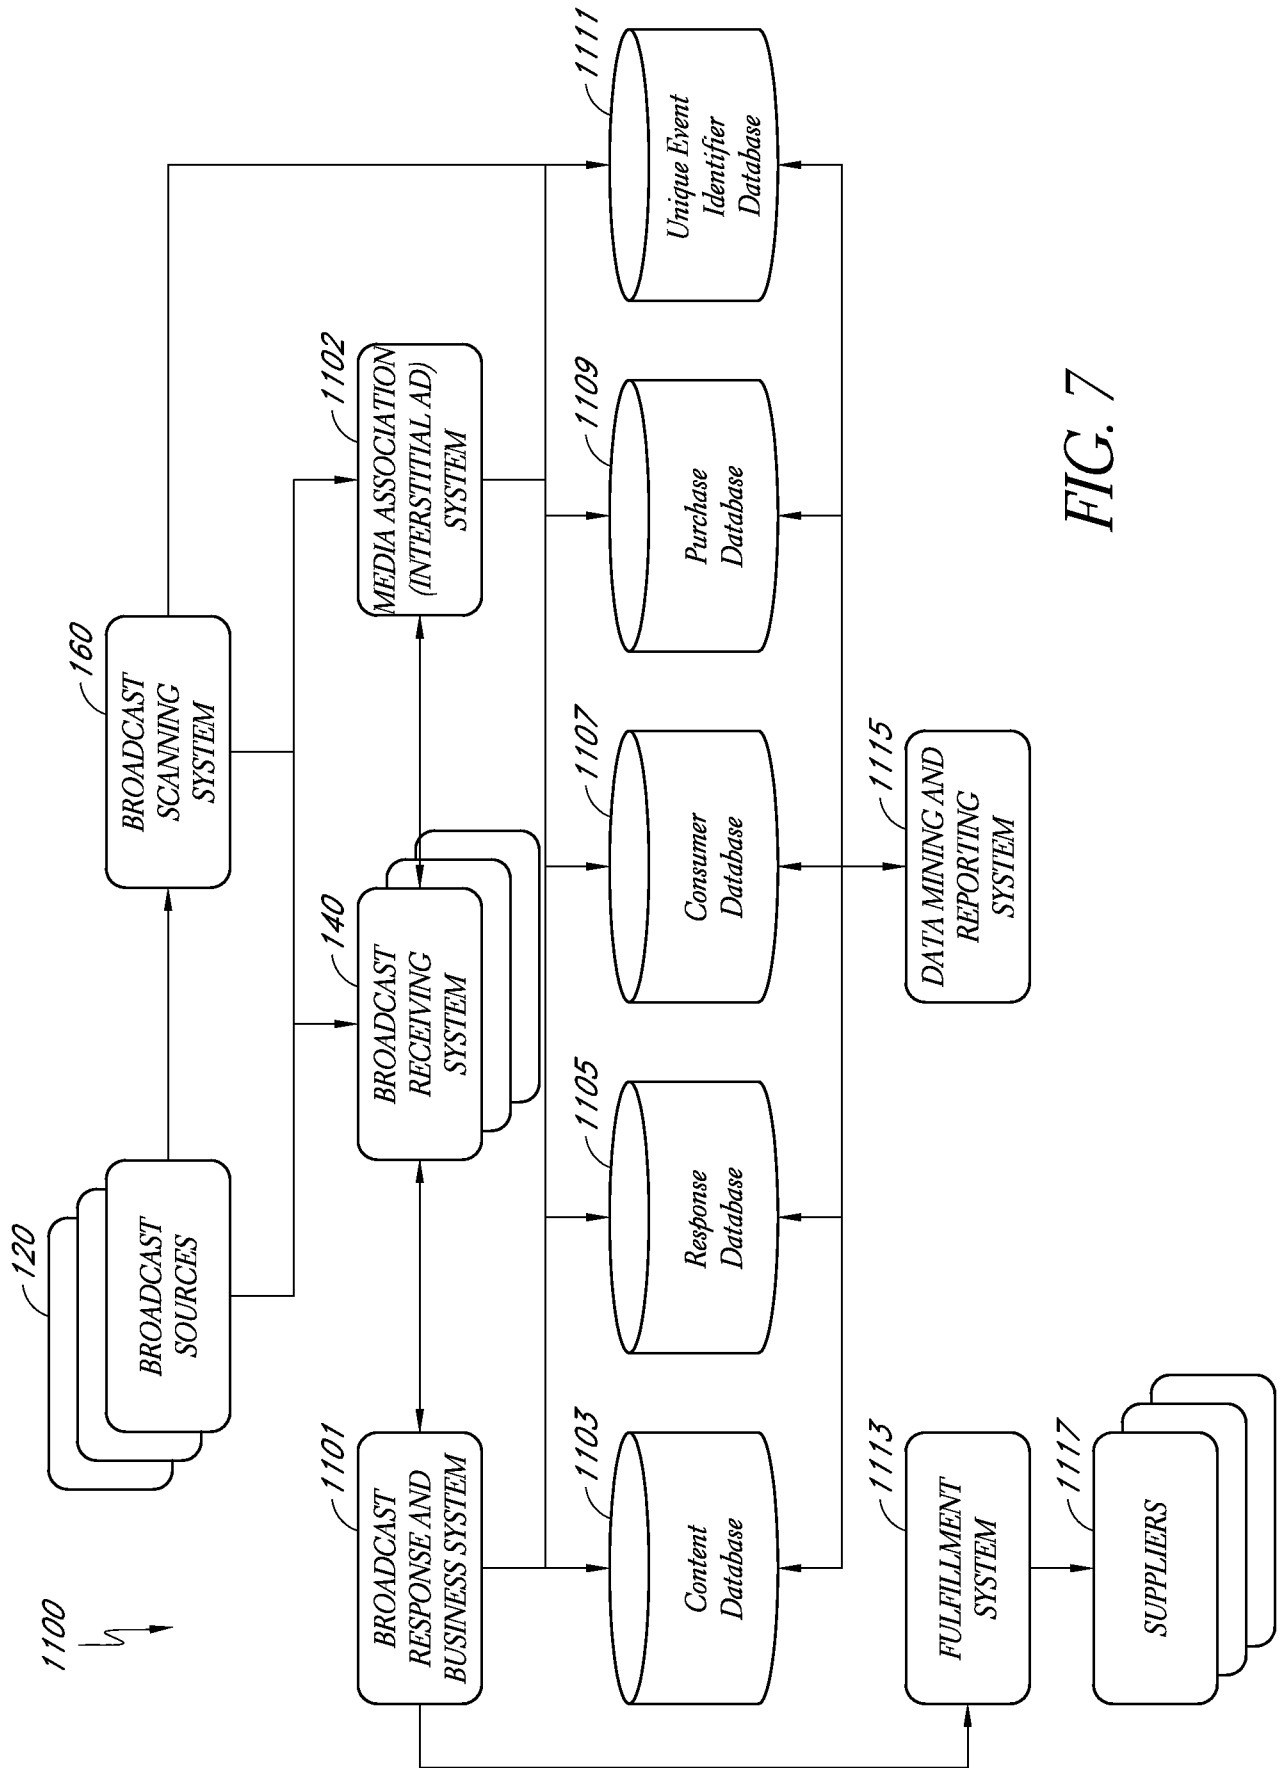 1100
120
BROADCAST
SOURCES
160
BROADCAST
SCANNING
SYSTEM
1101
BROADCAST
RESPONSE AND
BUSINESS SYSTEM
140
BROADCAST
RECEIVING
SYSTEM
1102
MEDIA ASSOCIATION
(INTERSTITIAL AD)
SYSTEM
1103
Content
Database
1105
Response
Database
1107
Consumer
Database
1109
Purchase
Database
1111
Unique Event
Identifier
Database
1113
FULFILLMENT
SYSTEM
1115
DATA MINING AND
REPORTING
SYSTEM
1117
SUPPLIERS
FIG. 7